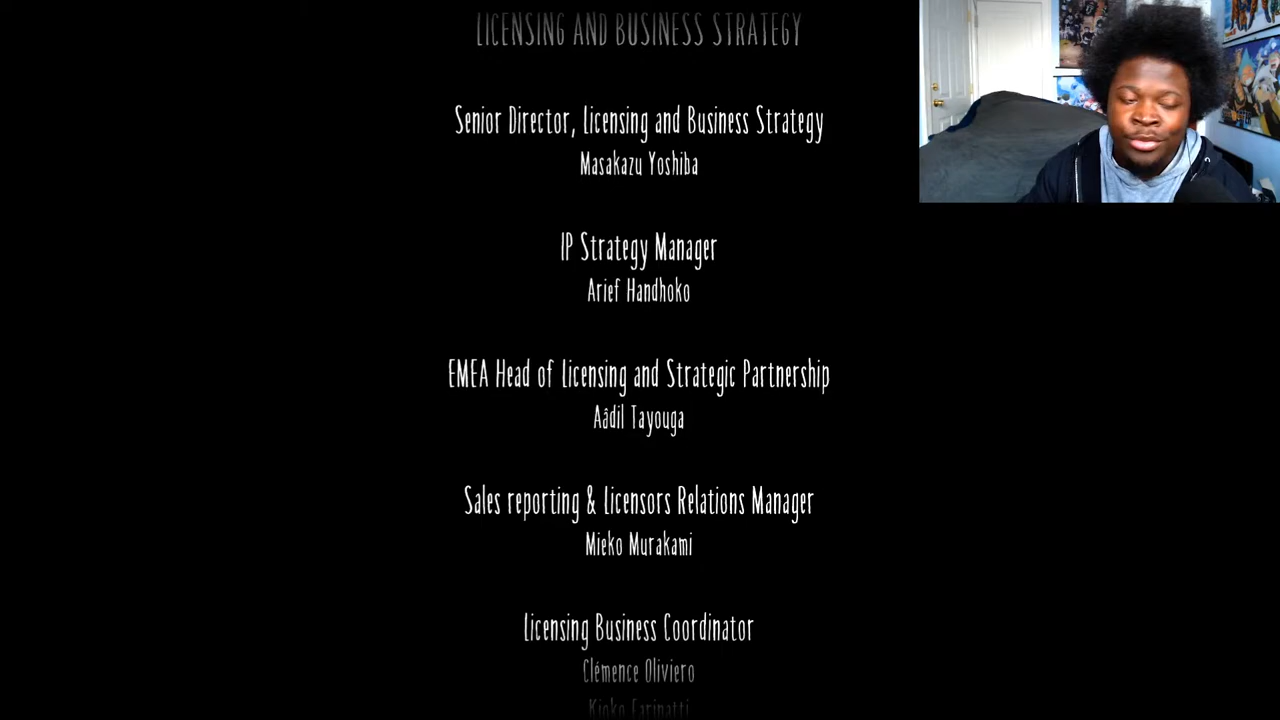 LICENSING AND BUSINESS STRATEGY
Senior Director, Licensing and Business Strategy
Masakazu Yoshiba
IP Strategy Manager
Arief Handhoko
EMEA Head of Licensing and Strategic Partnership
Aâdil Tayouga
Sales reporting & Licensors Relations Manager
Mieko Murakami
Licensing Business Coordinator
Clémence Oliviero
Kioko Farinatti